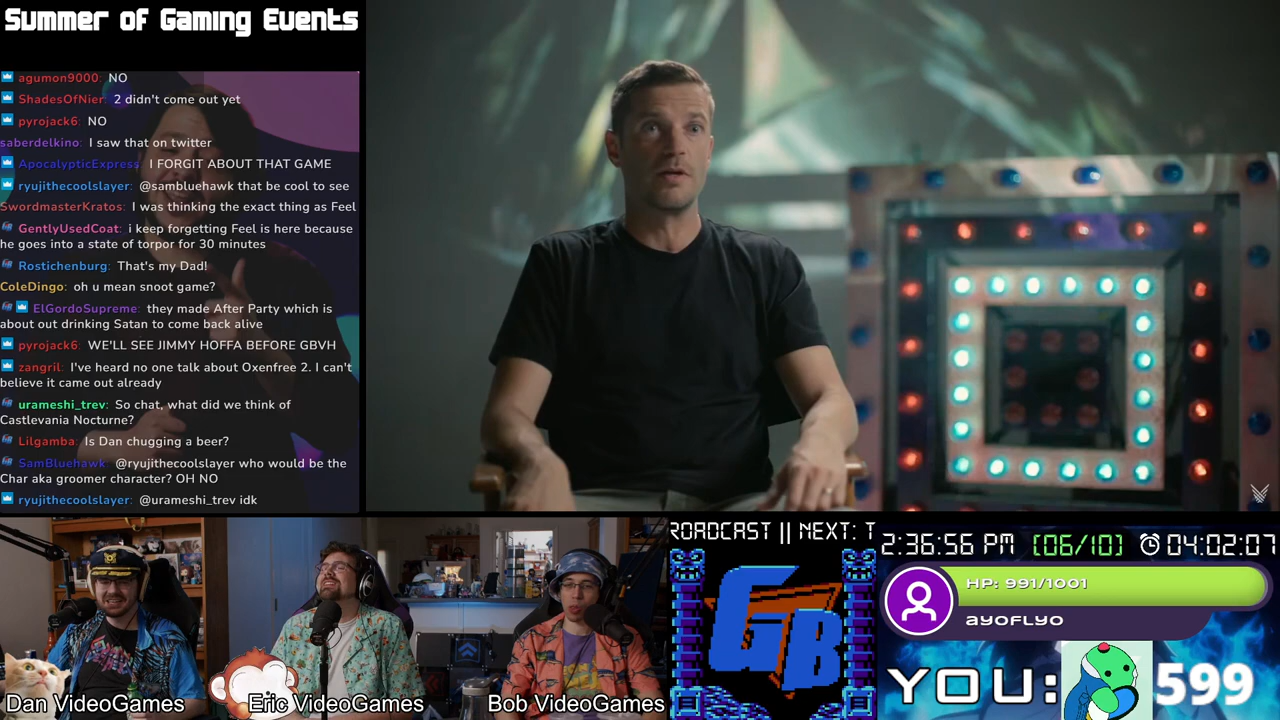 Summer of Gaming Events
agumon9000: NO
ShadesOfNier: 2 didn't come out yet
pyrojack6: NO
saberdelkino: I saw that on twitter
ApocalypticExpress: I FORGIT ABOUT THAT GAME
ryujithecoolslayer: @sambluehawk that be cool to see
SwordmasterKratos: I was thinking the exact thing as Feel
GentlyUsedCoat: i keep forgetting Feel is here because
he goes into a state of torpor for 30 minutes
Rostichenburg: That's my Dad!
ColeDingo: oh u mean snoot game?
ElGordoSupreme: they made After Party which is
about out drinking Satan to come back alive
pyrojack6: WE'LL SEE JIMMY HOFFA BEFORE GBVH
zangril: I've heard no one talk about Oxenfree 2. I can't
believe it came out already
urameshi_trev: So chat, what did we think of
Castlevania Nocturne?
Lilgamba: Is Dan chugging a beer?
SamBluehawk: @ryujithecoolslayer who would be the
Char aka groomer character? OH NO
ryujithecoolslayer: @urameshi_trev idk
Dan VideoGames
Eric VideoGames
Bob VideoGames
ROADCAST || NEXT: T
GB
2:36:56 PM [06/10] 04:02:07
HP: 991/1001
AYOFLYO
YOU: 599